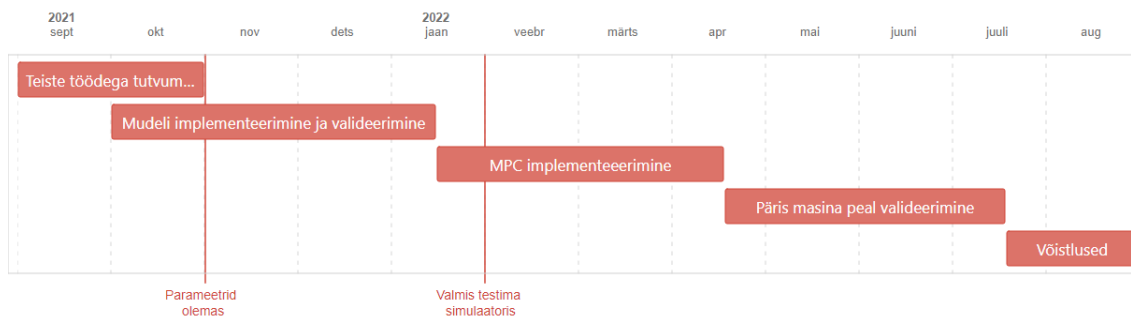 2021
2022
sept okt nov dets jaan veebr märts apr mai juuni juuli aug
Teiste töödega tutvum...
Mudeli implementeerimine ja valideerimine
MPC implementeeerimine
Päris masina peal valideerimine
Võistlused
Parameetrid
olemas
Valmis testima
simulaatoris